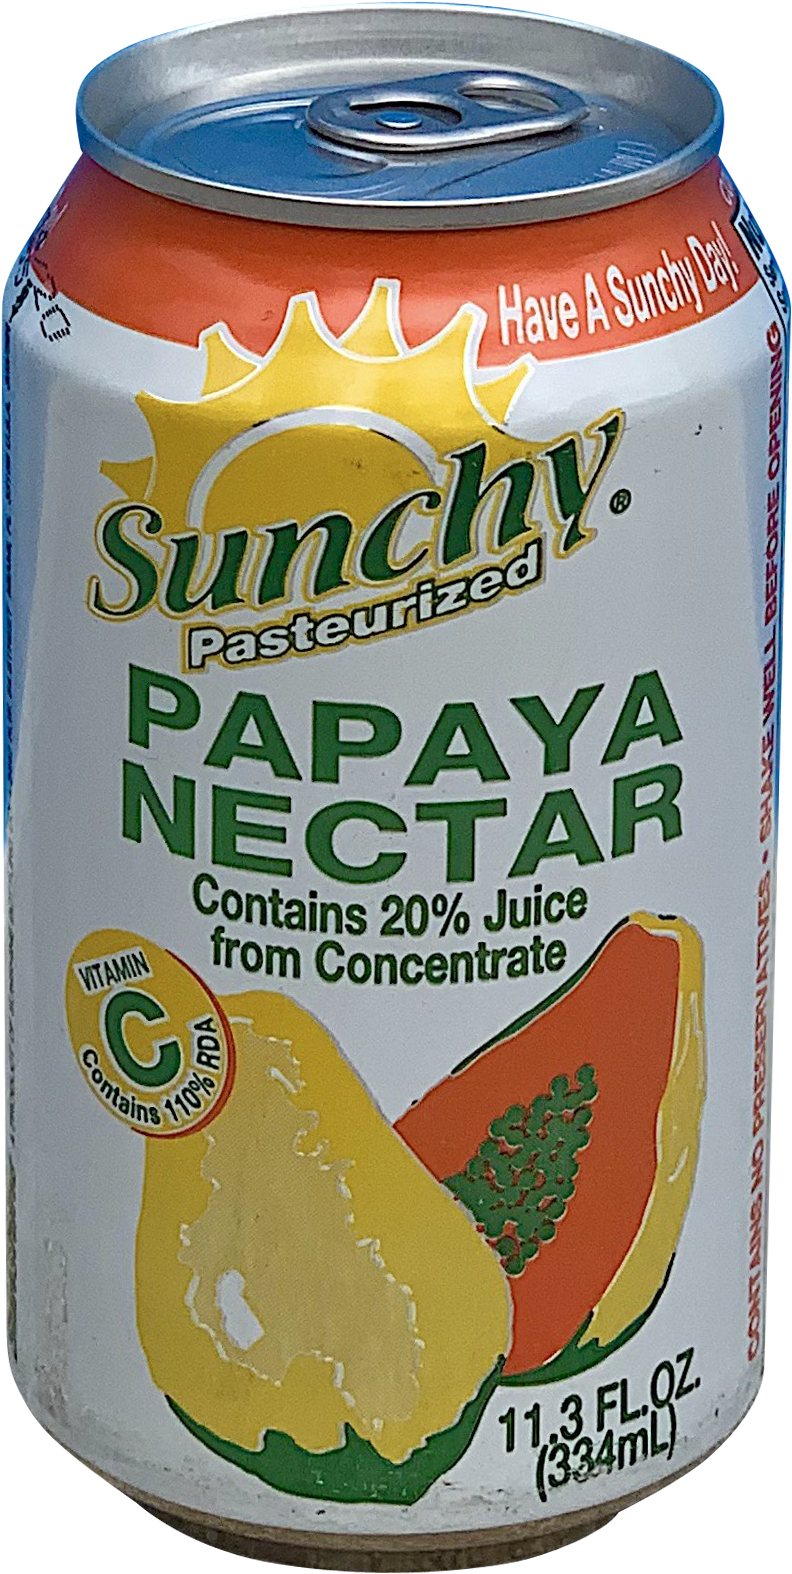 Have A Sunchy Day!
Sunchy®
Pasteurized
PAPAYA
NECTAR
Contains 20% Juice
from Concentrate
VITAMIN
C
Contains 110% RDA
11.3 FL.OZ.
(334mL)
CONTAINS NO PRESERVATIVES • SHAKE WELL BEFORE OPENING